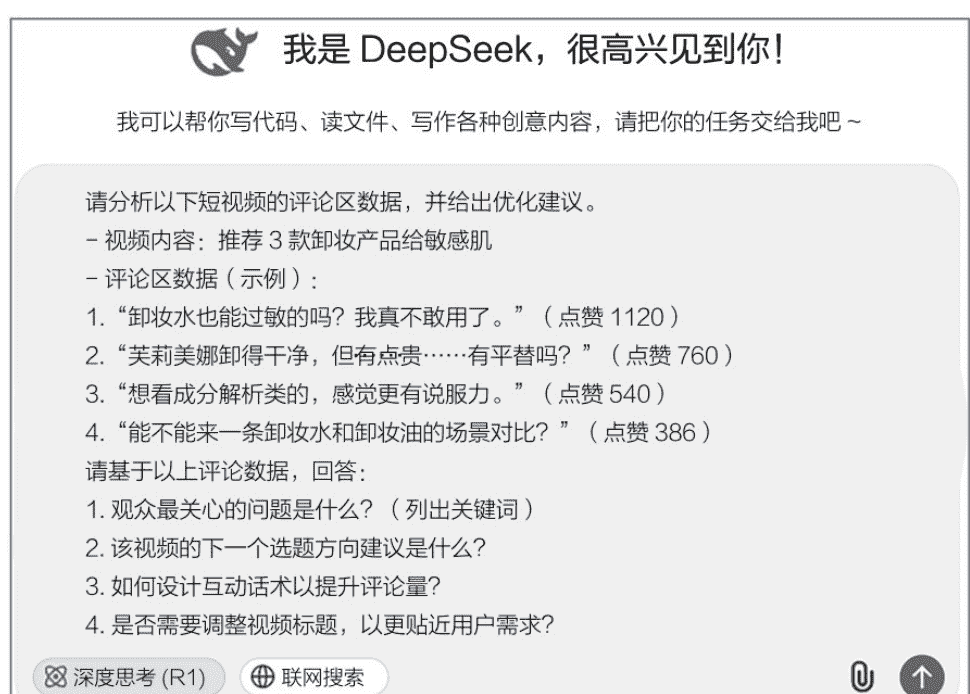 我是 DeepSeek，很高兴见到你！
我可以帮你写代码、读文件、写作各种创意内容，请把你的任务交给我吧 ~
请分析以下短视频的评论区数据，并给出优化建议。
– 视频内容：推荐 3 款卸妆产品给敏感肌
– 评论区数据（示例）：
1.“卸妆水也能过敏的吗？我真不敢用了。”（点赞 1120）
2.“芙莉美娜卸得干净，但有点贵……有平替吗？”（点赞 760）
3.“想看成分解析类的，感觉更有说服力。”（点赞 540）
4.“能不能来一条卸妆水和卸妆油的场景对比？”（点赞 386）
请基于以上评论数据，回答：
1. 观众最关心的问题是什么？（列出关键词）
2. 该视频的下一个选题方向建议是什么？
3. 如何设计互动话术以提升评论量？
4. 是否需要调整视频标题，以更贴近用户需求？
深度思考 (R1) 联网搜索